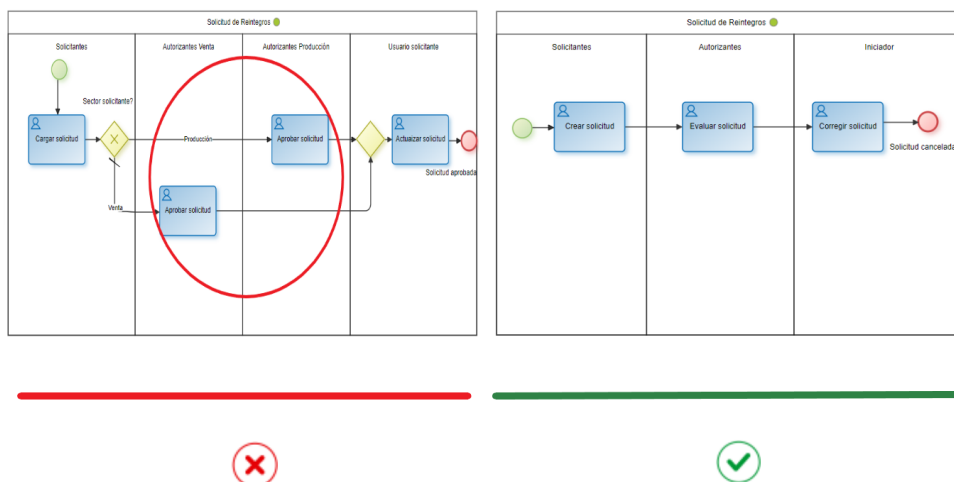 Solicitud de Reintegros
Solicitantes
Autorizantes Venta
Autorizantes Producción
Usuario solicitante
Sector solicitante?
Cargar solicitud
Producción
Aprobar solicitud
Actuaizar solicitud
Solicitud aprobada
Venta
Aprobar solicitud
Solicitud de Reintegros
Solicitantes
Autorizantes
Iniciador
Crear solicitud
Evaluar solicitud
Corregir solicitud
Solicitud cancelada